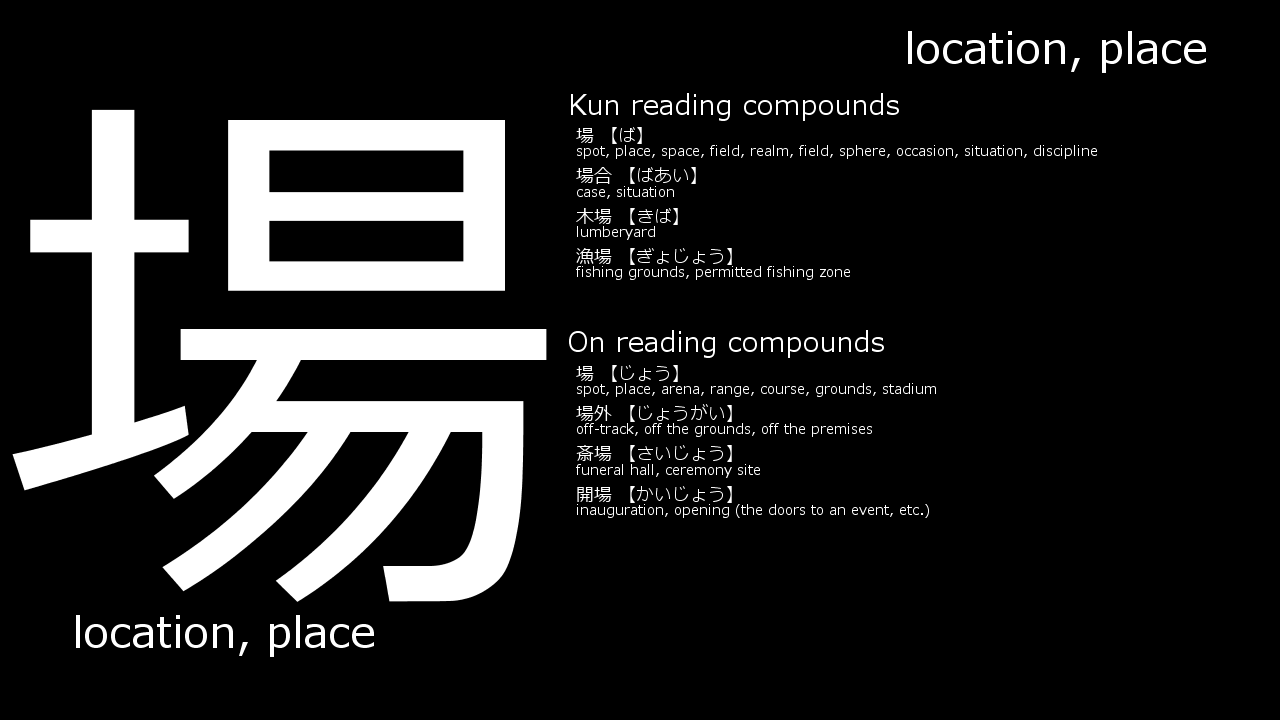 location, place
場
Kun reading compounds
場 【ば】
spot, place, space, field, realm, field, sphere, occasion, situation, discipline
場合 【ばあい】
case, situation
木場 【きば】
lumberyard
漁場 【ぎょじょう】
fishing grounds, permitted fishing zone
On reading compounds
場 【じょう】
spot, place, arena, range, course, grounds, stadium
場外 【じょうがい】
off-track, off the grounds, off the premises
斎場 【さいじょう】
funeral hall, ceremony site
開場 【かいじょう】
inauguration, opening (the doors to an event, etc.)
location, place